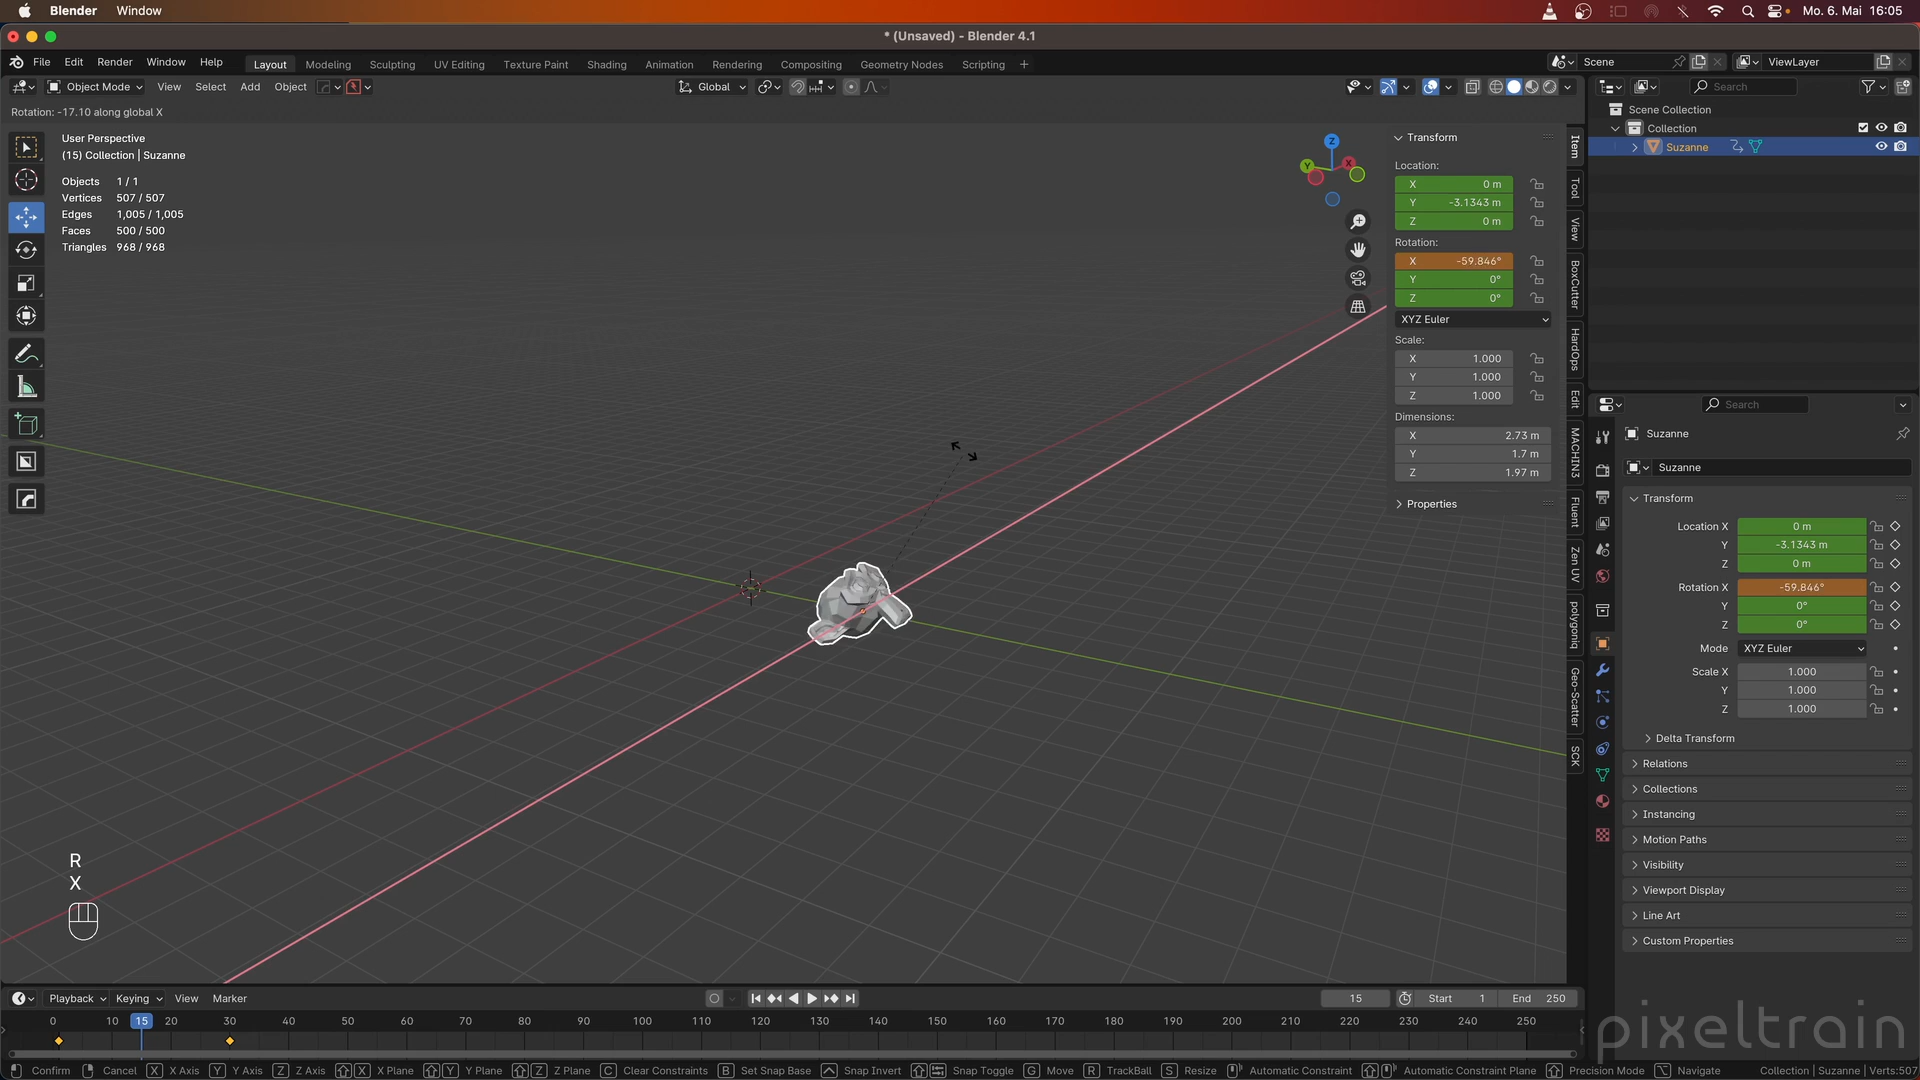 Blender Window Mo. 6. Mai 16:05
* (Unsaved) - Blender 4.1
File Edit Render Window Help Layout Modeling Sculpting UV Editing Texture Paint Shading Animation Rendering Compositing Geometry Nodes Scripting + Scene ViewLayer
Object Mode View Select Add Object Global Search
Rotation: -17.10 along global X
User Perspective
(15) Collection | Suzanne
Objects 1 / 1
Vertices 507 / 507
Edges 1,005 / 1,005
Faces 500 / 500
Triangles 968 / 968
Z
Y
X
Transform
Location:
X 0 m
Y -3.1343 m
Z 0 m
Rotation:
X -59.846°
Y 0°
Z 0°
XYZ Euler
Scale:
X 1.000
Y 1.000
Z 1.000
Dimensions:
X 2.73 m
Y 1.7 m
Z 1.97 m
Properties
Item
Tool
View
BoxCutter
HardOps
Edit
MACHIN3
Fluent
Zen UV
polygoniq
Geo-Scatter
SCK
Scene Collection
Collection
Suzanne
Search
Suzanne
Suzanne
Transform
Location X 0 m
Y -3.1343 m
Z 0 m
Rotation X -59.846°
Y 0°
Z 0°
Mode XYZ Euler
Scale X 1.000
Y 1.000
Z 1.000
Delta Transform
Relations
Collections
Instancing
Motion Paths
Visibility
Viewport Display
Line Art
Custom Properties
R
X
Playback Keying View Marker 15 Start 1 End 250
0 10 15 20 30 40 50 60 70 80 90 100 110 120 130 140 150 160 170 180 190 200 210 220 230 240 250
pixeltrain
Confirm Cancel X X Axis Y Y Axis Z Z Axis X X Plane Y Y Plane Z Z Plane C Clear Constraints B Set Snap Base Snap Invert Snap Toggle G Move R TrackBall S Resize Automatic Constraint Automatic Constraint Plane Precision Mode Navigate Collection | Suzanne | Verts:507